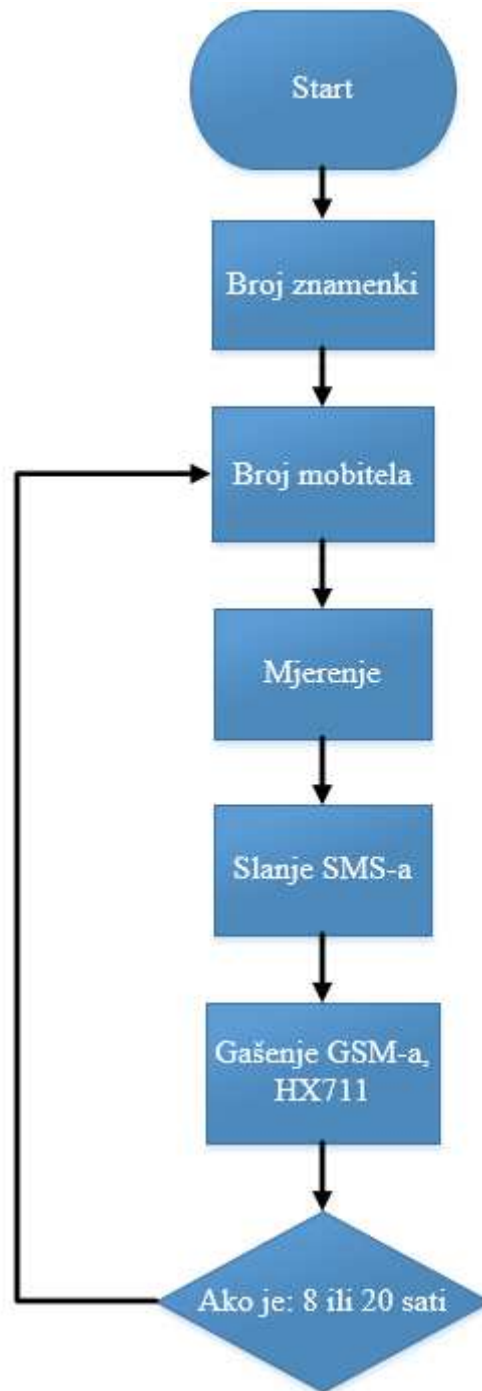 Start
Broj znamenki
Broj mobitela
Mjerenje
Slanje SMS-a
Gašenje GSM-a,
HX711
Ako je: 8 ili 20 sati